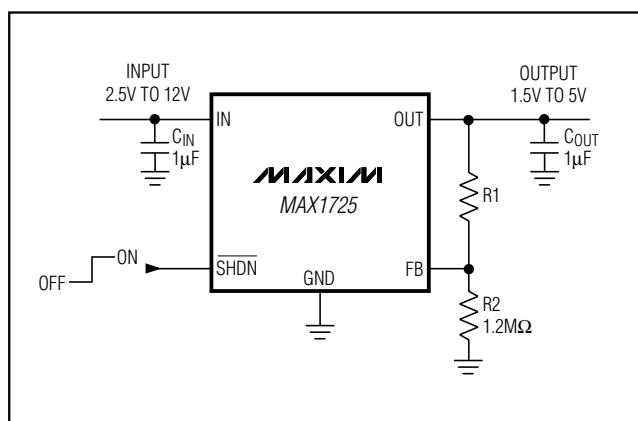 INPUT
2.5V TO 12V
OUTPUT
1.5V TO 5V
IN
OUT
CIN
1µF
COUT
1µF
MAXIM
MAX1725
R1
OFF
ON
SHDN
GND
FB
R2
1.2MΩ